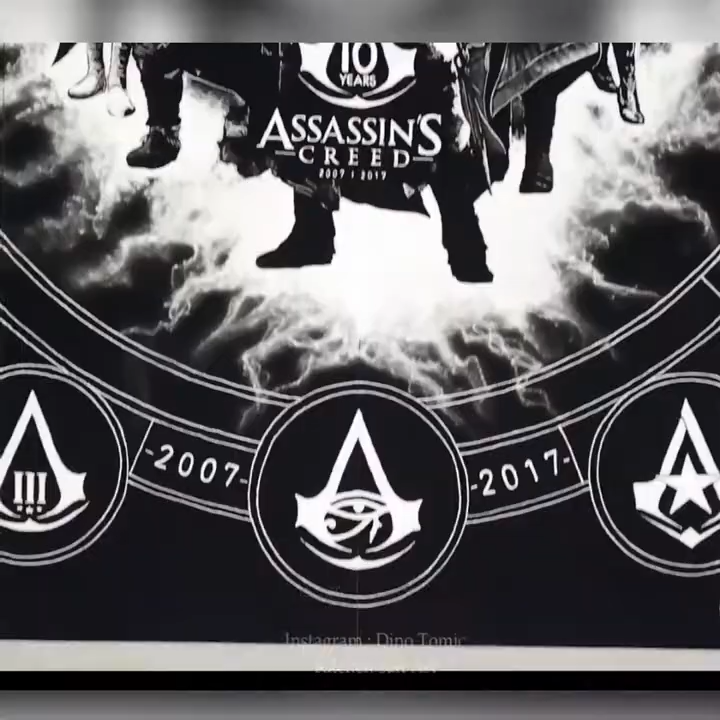 10
YEARS
ASSASSIN'S
CREED
2007 | 2017
III
-2007-
-2017-
Instagram : Dino Tomic